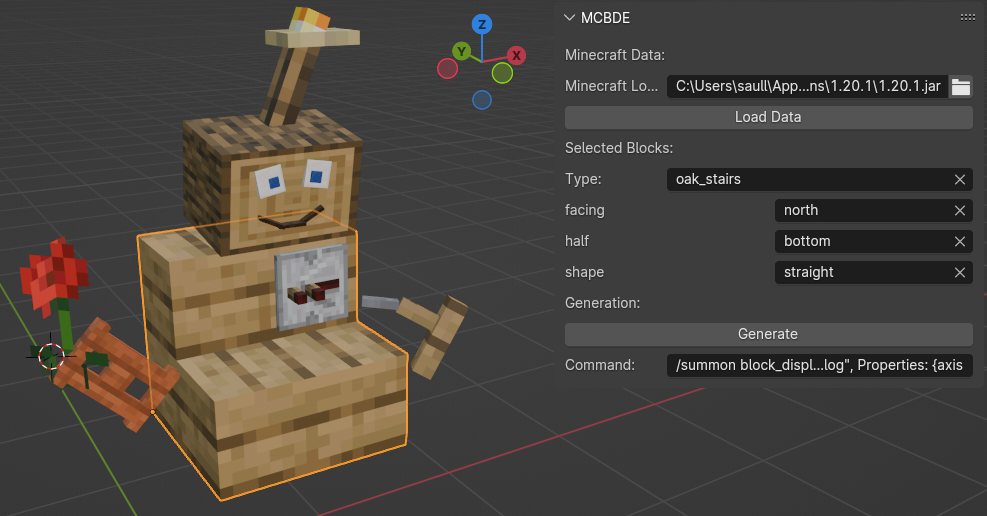 Z
Y
X
MCBDE
Minecraft Data:
Minecraft Lo... C:\Users\saull\App...ns\1.20.1\1.20.1.jar
Load Data
Selected Blocks:
Type: oak_stairs
facing north
half bottom
shape straight
Generation:
Generate
Command: /summon block_displ...log", Properties: {axis